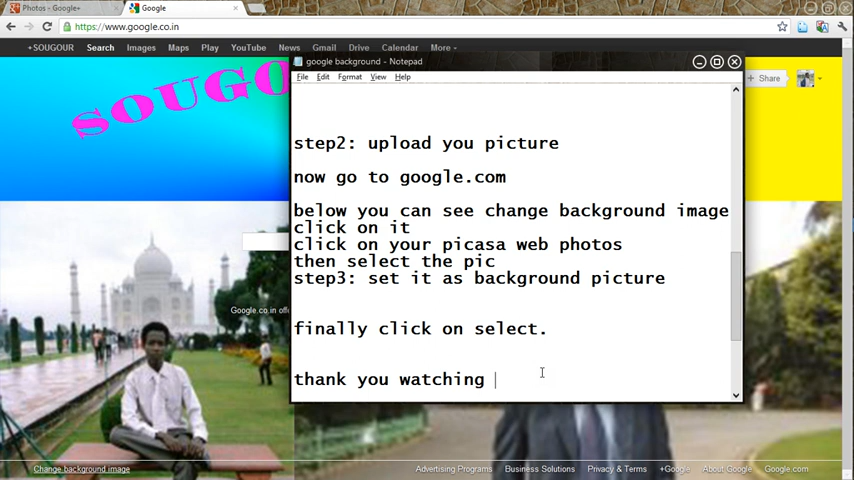 Photos - Google+
Google
https://www.google.co.in
+SOUGOUR Search Images Maps Play YouTube News Gmail Drive Calendar More
SOUGO
google background - Notepad
File Edit Format View Help
Share
step2: upload you picture
now go to google.com
below you can see change background image
click on it
click on your picasa web photos
then select the pic
step3: set it as background picture
Google.co.in offe
finally click on select.
thank you watching
Change background image
Advertising Programs Business Solutions Privacy & Terms +Google About Google Google.com